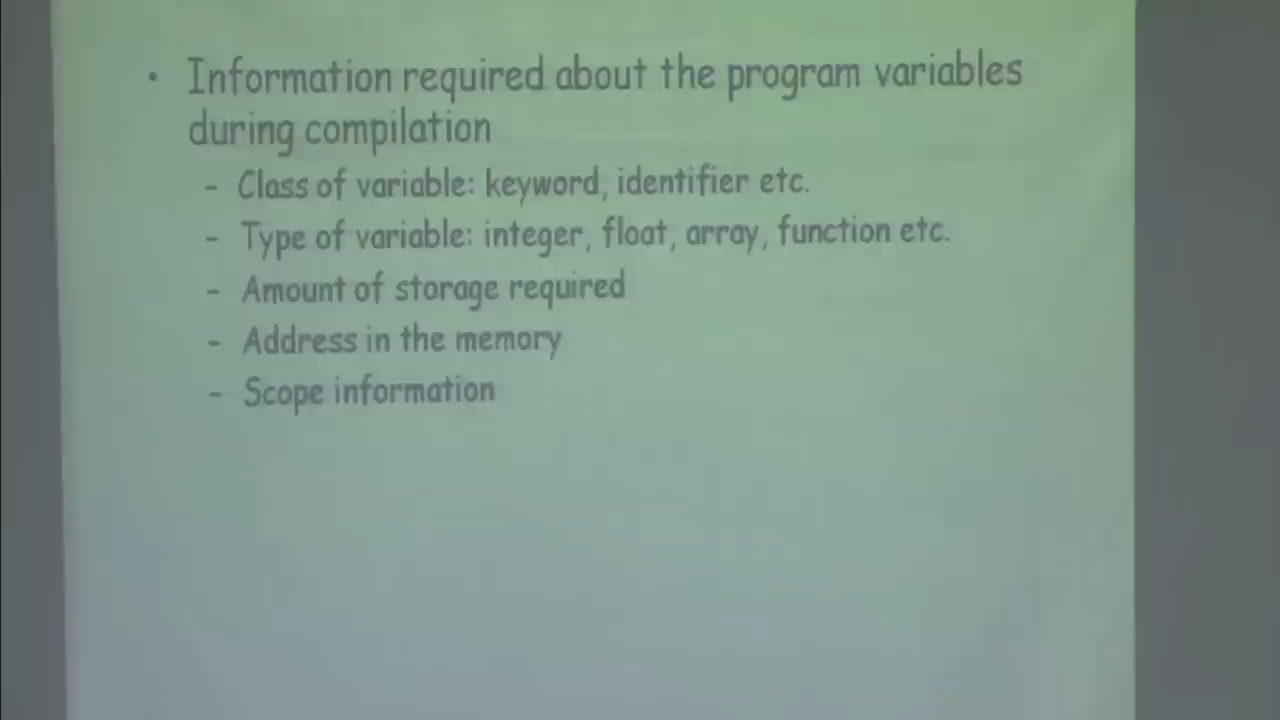 • Information required about the program variables
during compilation
- Class of variable: keyword, identifier etc.
- Type of variable: integer, float, array, function etc.
- Amount of storage required
- Address in the memory
- Scope information